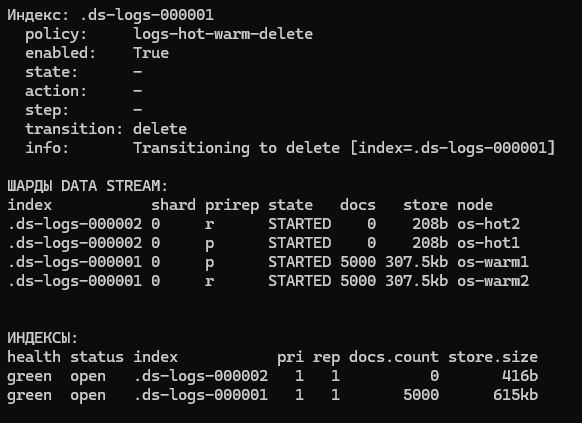 Индекс: .ds-logs-000001
policy: logs-hot-warm-delete
enabled: True
state: -
action: -
step: -
transition: delete
info: Transitioning to delete [index=.ds-logs-000001]
ШАРДЫ DATA STREAM:
index shard prirep state docs store node
.ds-logs-000002 0 r STARTED 0 208b os-hot2
.ds-logs-000002 0 p STARTED 0 208b os-hot1
.ds-logs-000001 0 p STARTED 5000 307.5kb os-warm1
.ds-logs-000001 0 r STARTED 5000 307.5kb os-warm2
ИНДЕКСЫ:
health status index pri rep docs.count store.size
green open .ds-logs-000002 1 1 0 416b
green open .ds-logs-000001 1 1 5000 615kb